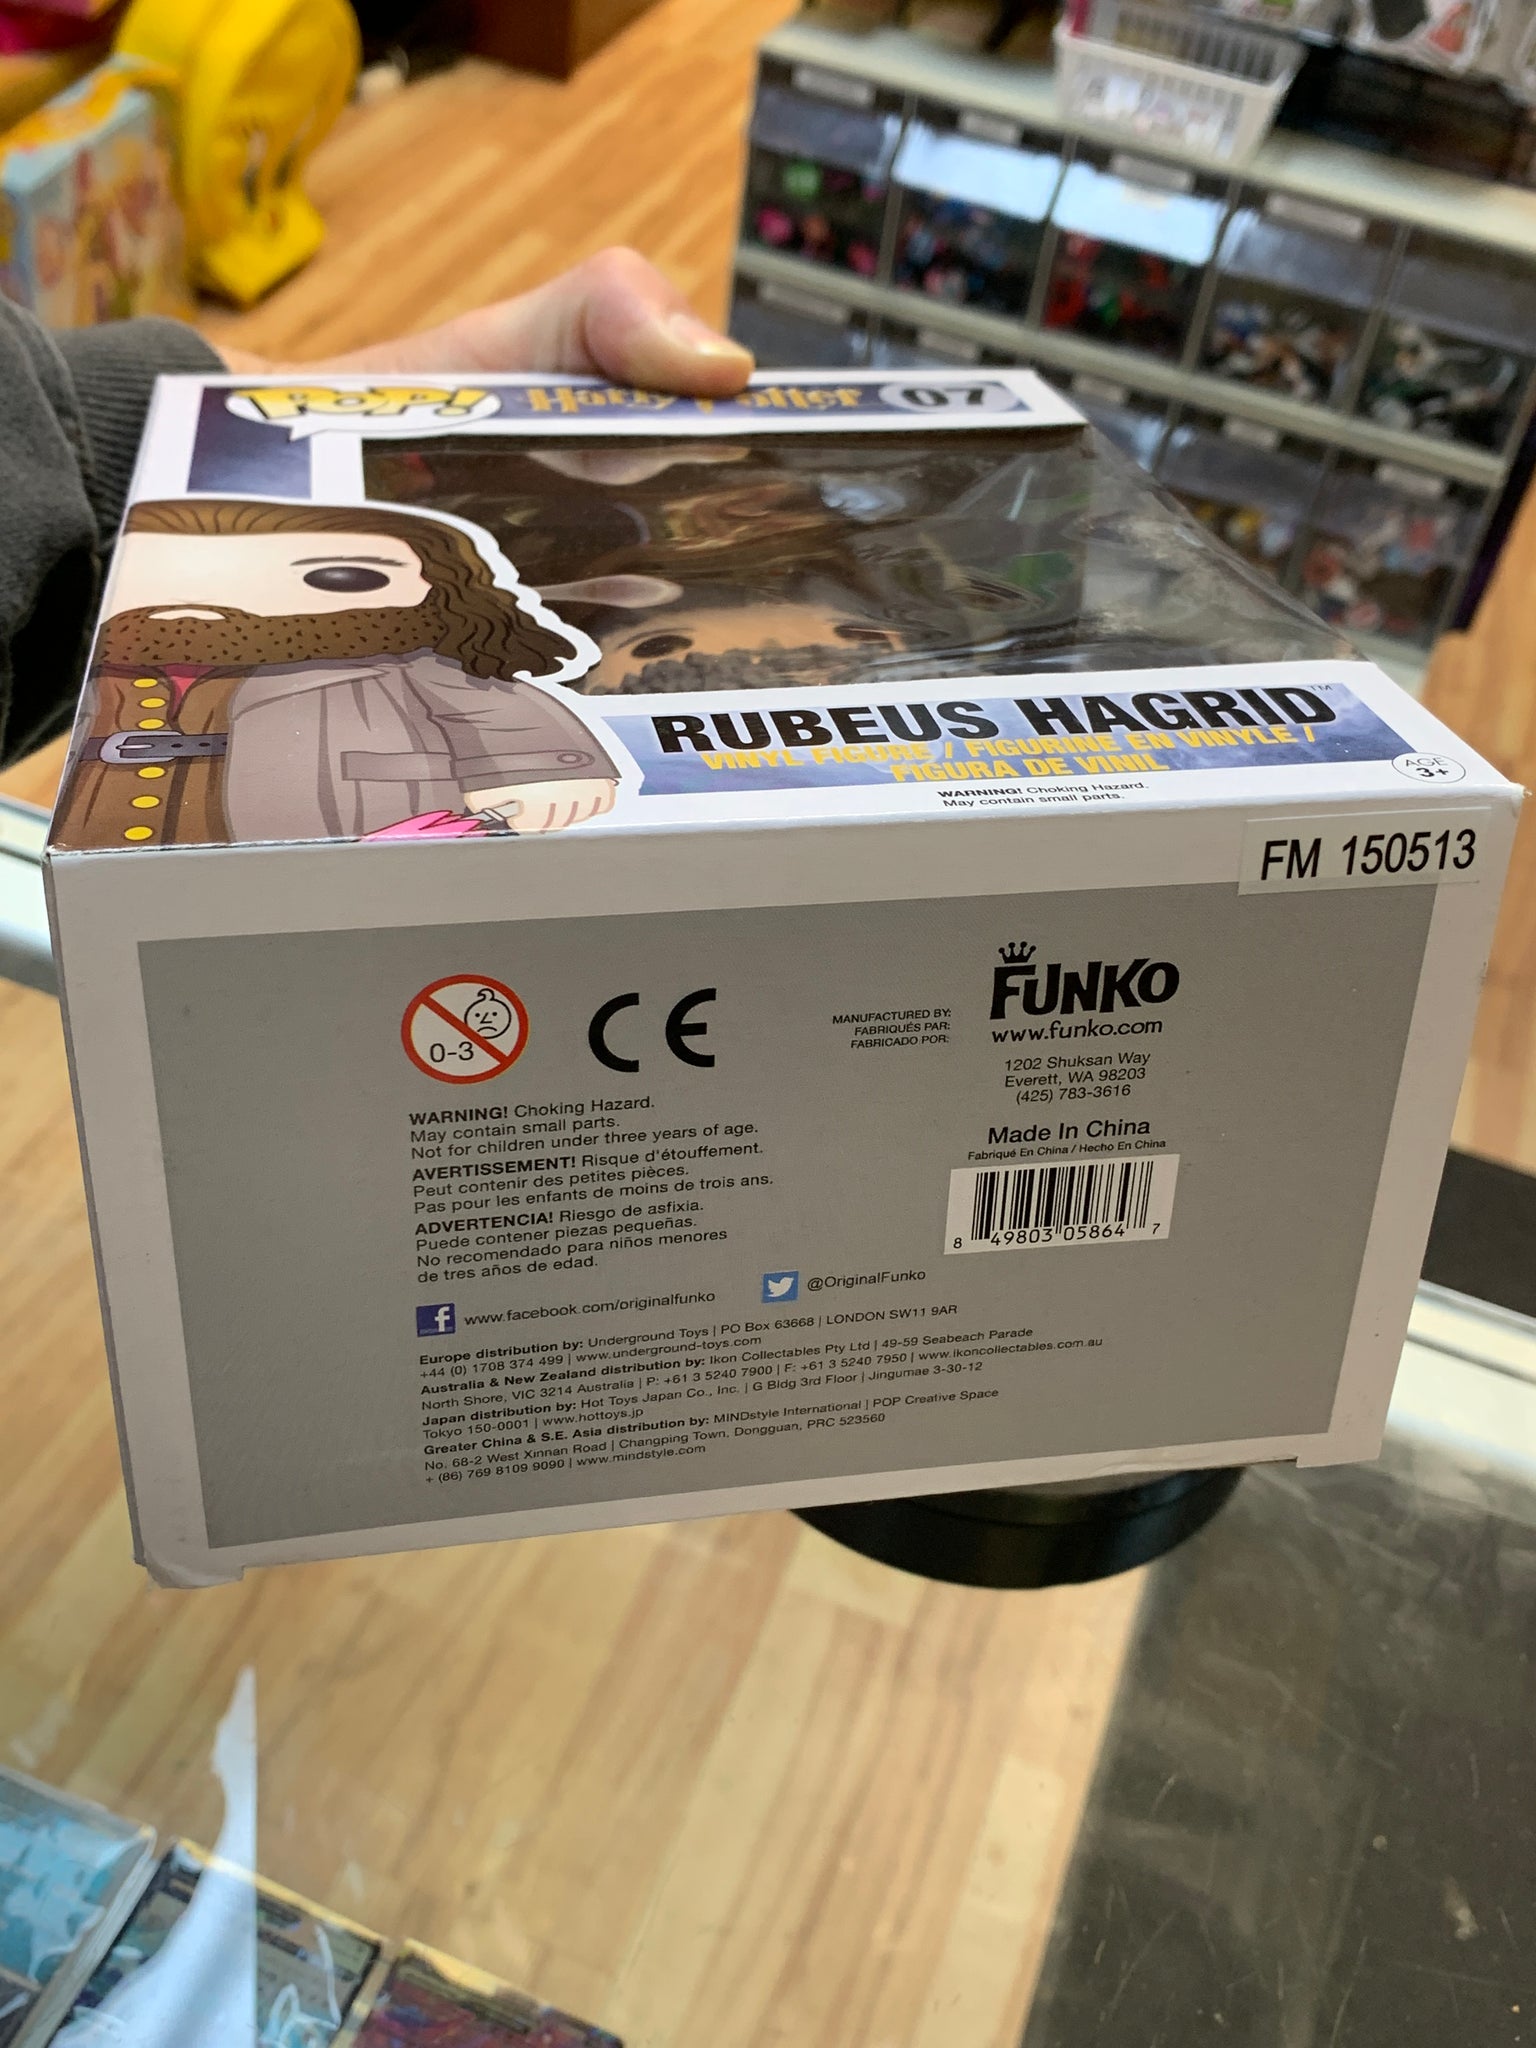 POP! Harry Potter 07
RUBEUS HAGRID™
VINYL FIGURE / FIGURINE EN VINYLE /
FIGURA DE VINIL
WARNING! Choking Hazard.
May contain small parts.
AGE
3+
FM 150513
0-3
CE
WARNING! Choking Hazard.
May contain small parts.
Not for children under three years of age.
AVERTISSEMENT! Risque d'étouffement.
Peut contenir des petites pièces.
Pas pour les enfants de moins de trois ans.
ADVERTENCIA! Riesgo de asfixia.
Puede contener piezas pequeñas.
No recomendado para niños menores
de tres años de edad.
MANUFACTURED BY:
FABRIQUÉS PAR:
FABRICADO POR:
FUNKO
www.funko.com
1202 Shuksan Way
Everett, WA 98203
(425) 783-3616
Made In China
Fabriqué En China / Hecho En China
8 49803 05864 7
f www.facebook.com/originalfunko
@OriginalFunko
Europe distribution by: Underground Toys | PO Box 63668 | LONDON SW11 9AR
+44 (0) 1708 374 499 | www.underground-toys.com
Australia & New Zealand distribution by: Ikon Collectables Pty Ltd | 49-59 Seabeach Parade
North Shore, VIC 3214 Australia | P: +61 3 5240 7900 | F: +61 3 5240 7950 | www.ikoncollectables.com.au
Japan distribution by: Hot Toys Japan Co., Inc. | G Bldg 3rd Floor | Jingumae 3-30-12
Tokyo 150-0001 | www.hottoys.jp
Greater China & S.E. Asia distribution by: MINDstyle International | POP Creative Space
No. 68-2 West Xinnan Road | Changping Town, Dongguan, PRC 523560
+ (86) 769 8109 9090 | www.mindstyle.com